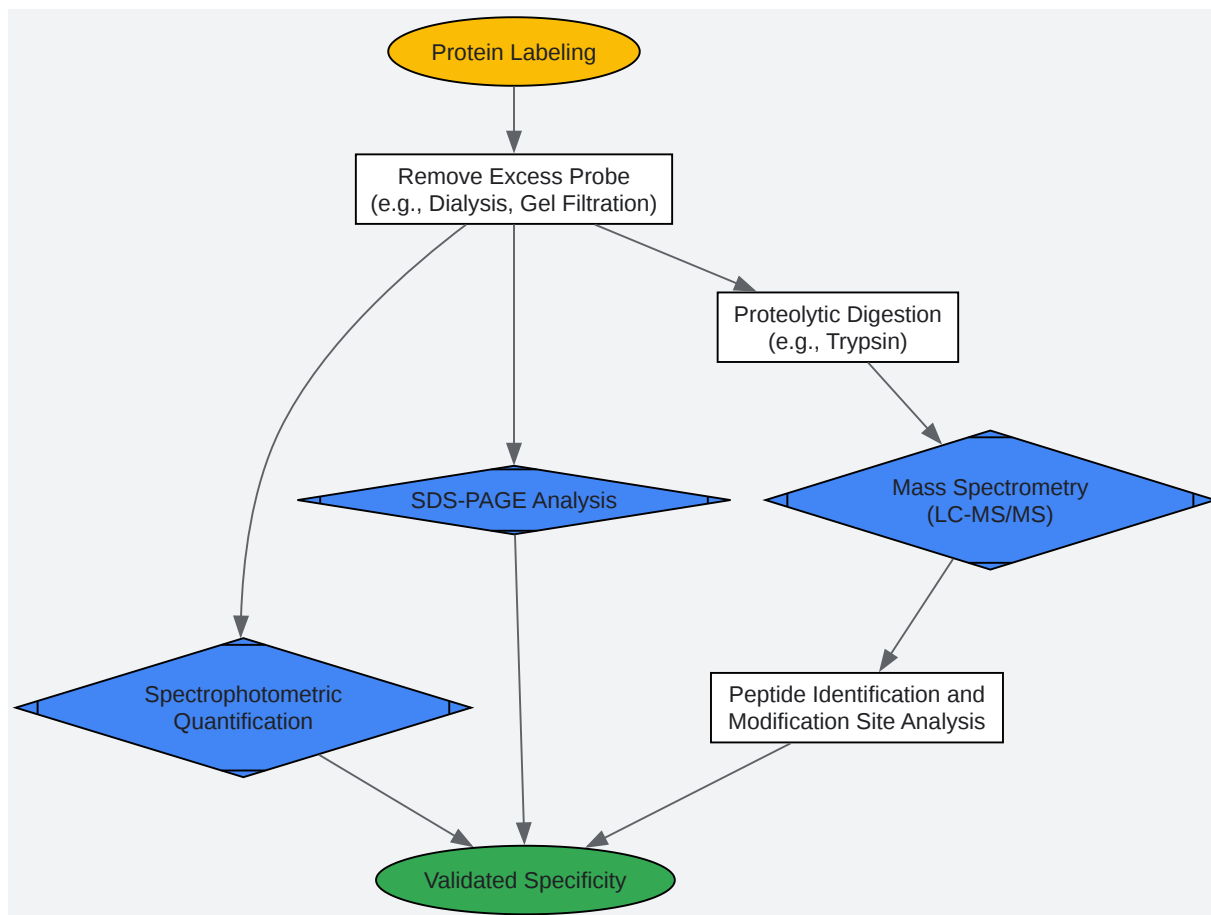 Protein Labeling
Remove Excess Probe
(e.g., Dialysis, Gel Filtration)
Proteolytic Digestion
(e.g., Trypsin)
SDS-PAGE Analysis
Mass Spectrometry
(LC-MS/MS)
Spectrophotometric
Quantification
Peptide Identification and
Modification Site Analysis
Validated Specificity